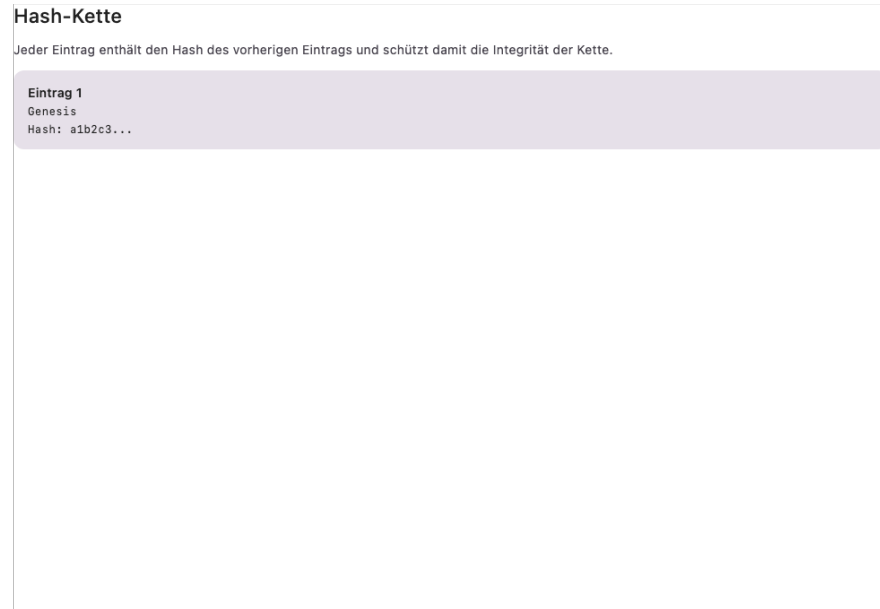 Hash-Kette
Jeder Eintrag enthält den Hash des vorherigen Eintrags und schützt damit die Integrität der Kette.
Eintrag 1
Genesis
Hash: a1b2c3...